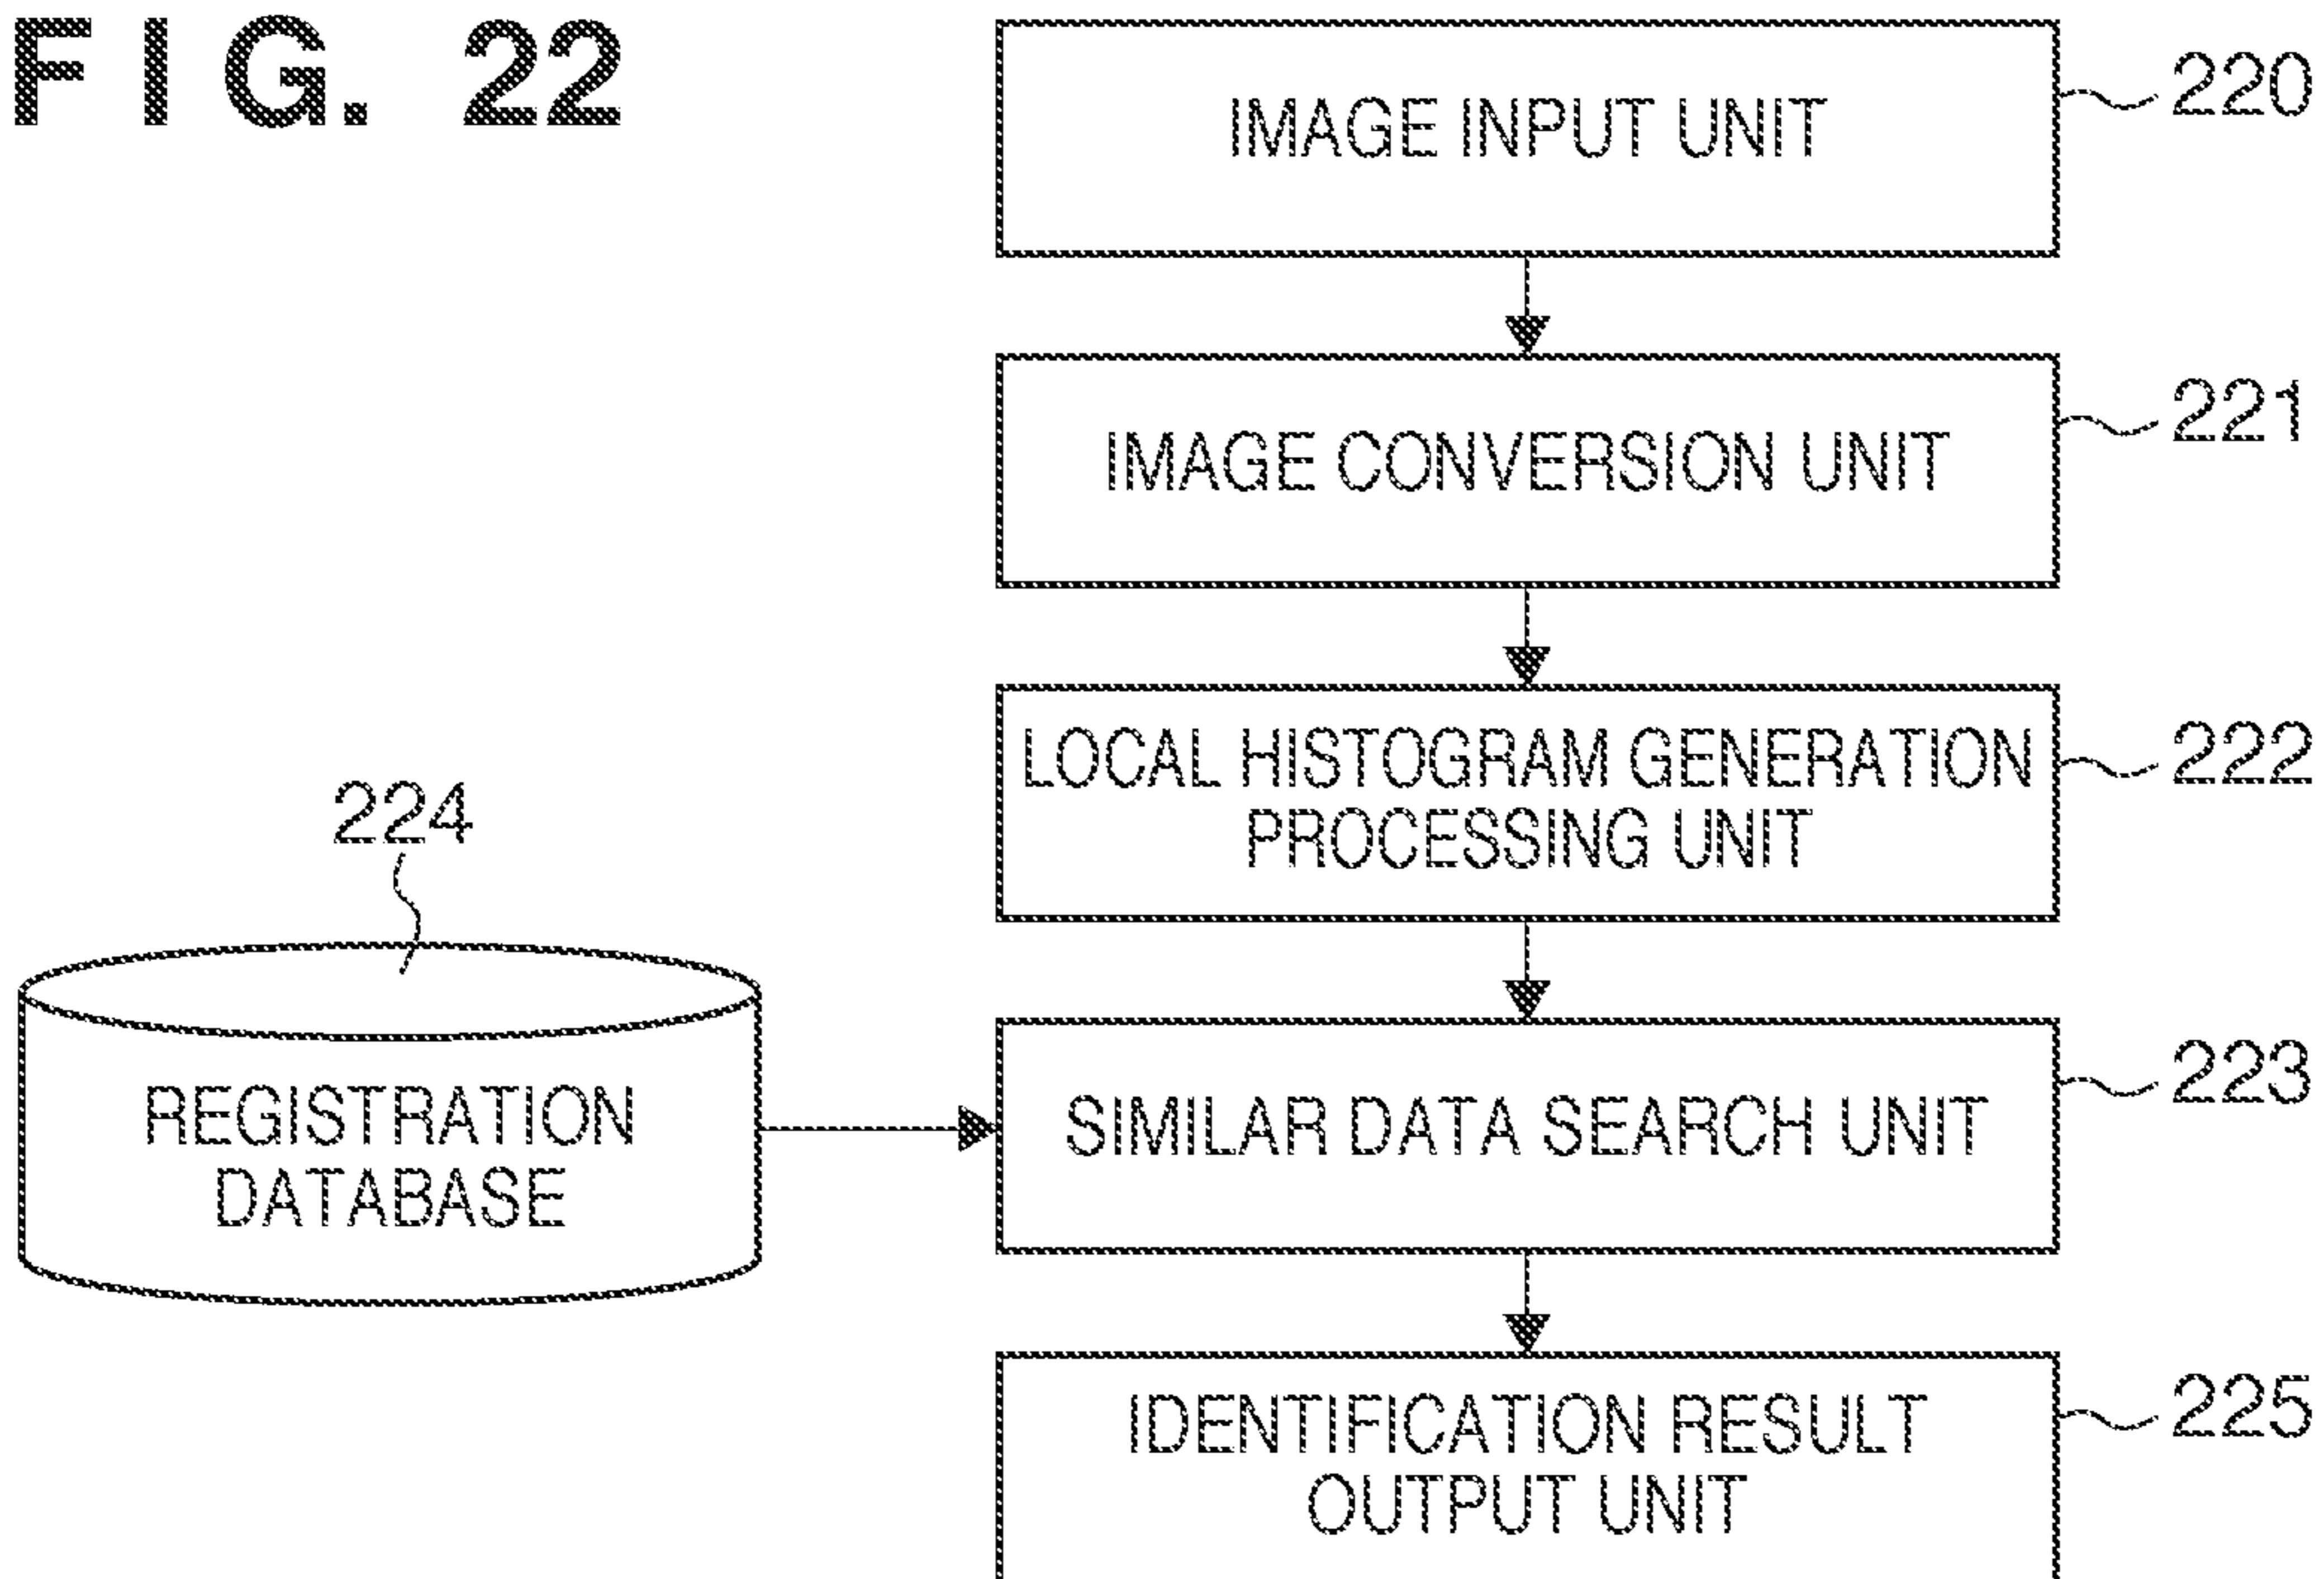 FIG. 22
IMAGE INPUT UNIT
220
IMAGE CONVERSION UNIT
221
LOCAL HISTOGRAM GENERATION
PROCESSING UNIT
222
224
REGISTRATION
DATABASE
SIMILAR DATA SEARCH UNIT
223
IDENTIFICATION RESULT
OUTPUT UNIT
225